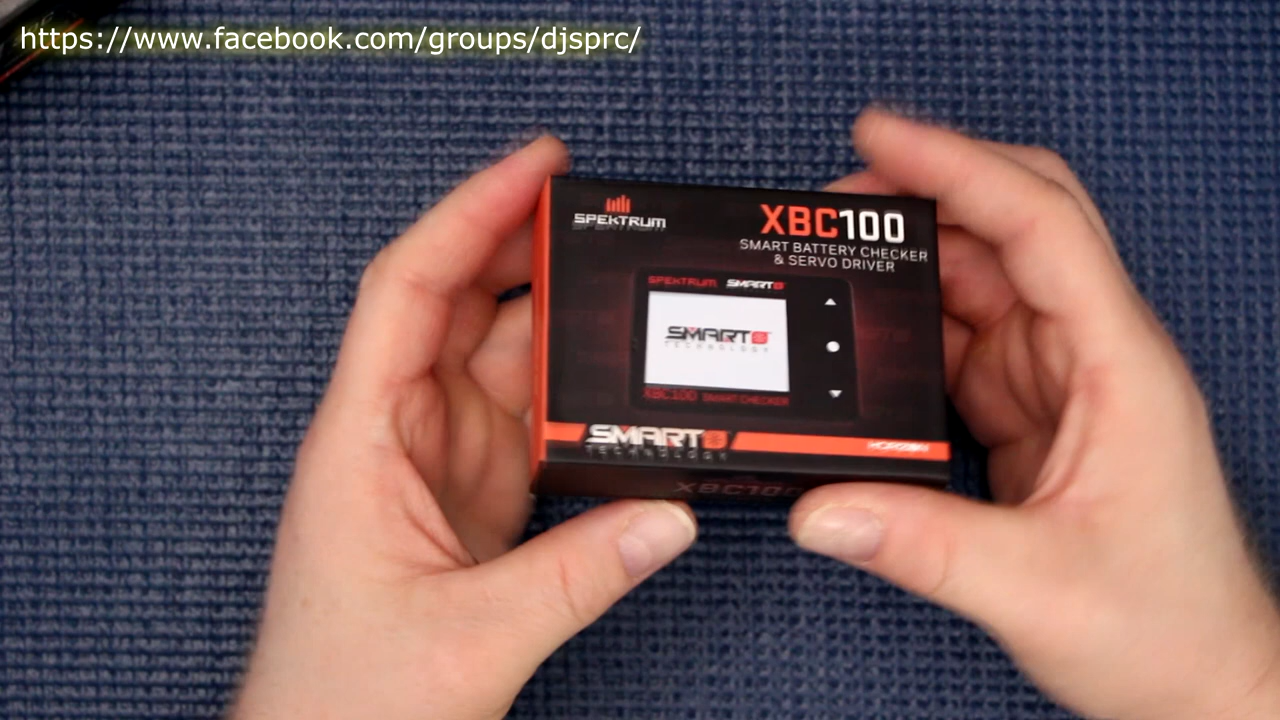 https://www.facebook.com/groups/djsprc/
SPEKTRUM
XBC100
SMART BATTERY CHECKER
& SERVO DRIVER
SPEKTRUM SMART
SMART
TECHNOLOGY
XBC100 SMART CHECKER
SMART
TECHNOLOGY
HORIZON
XBC100